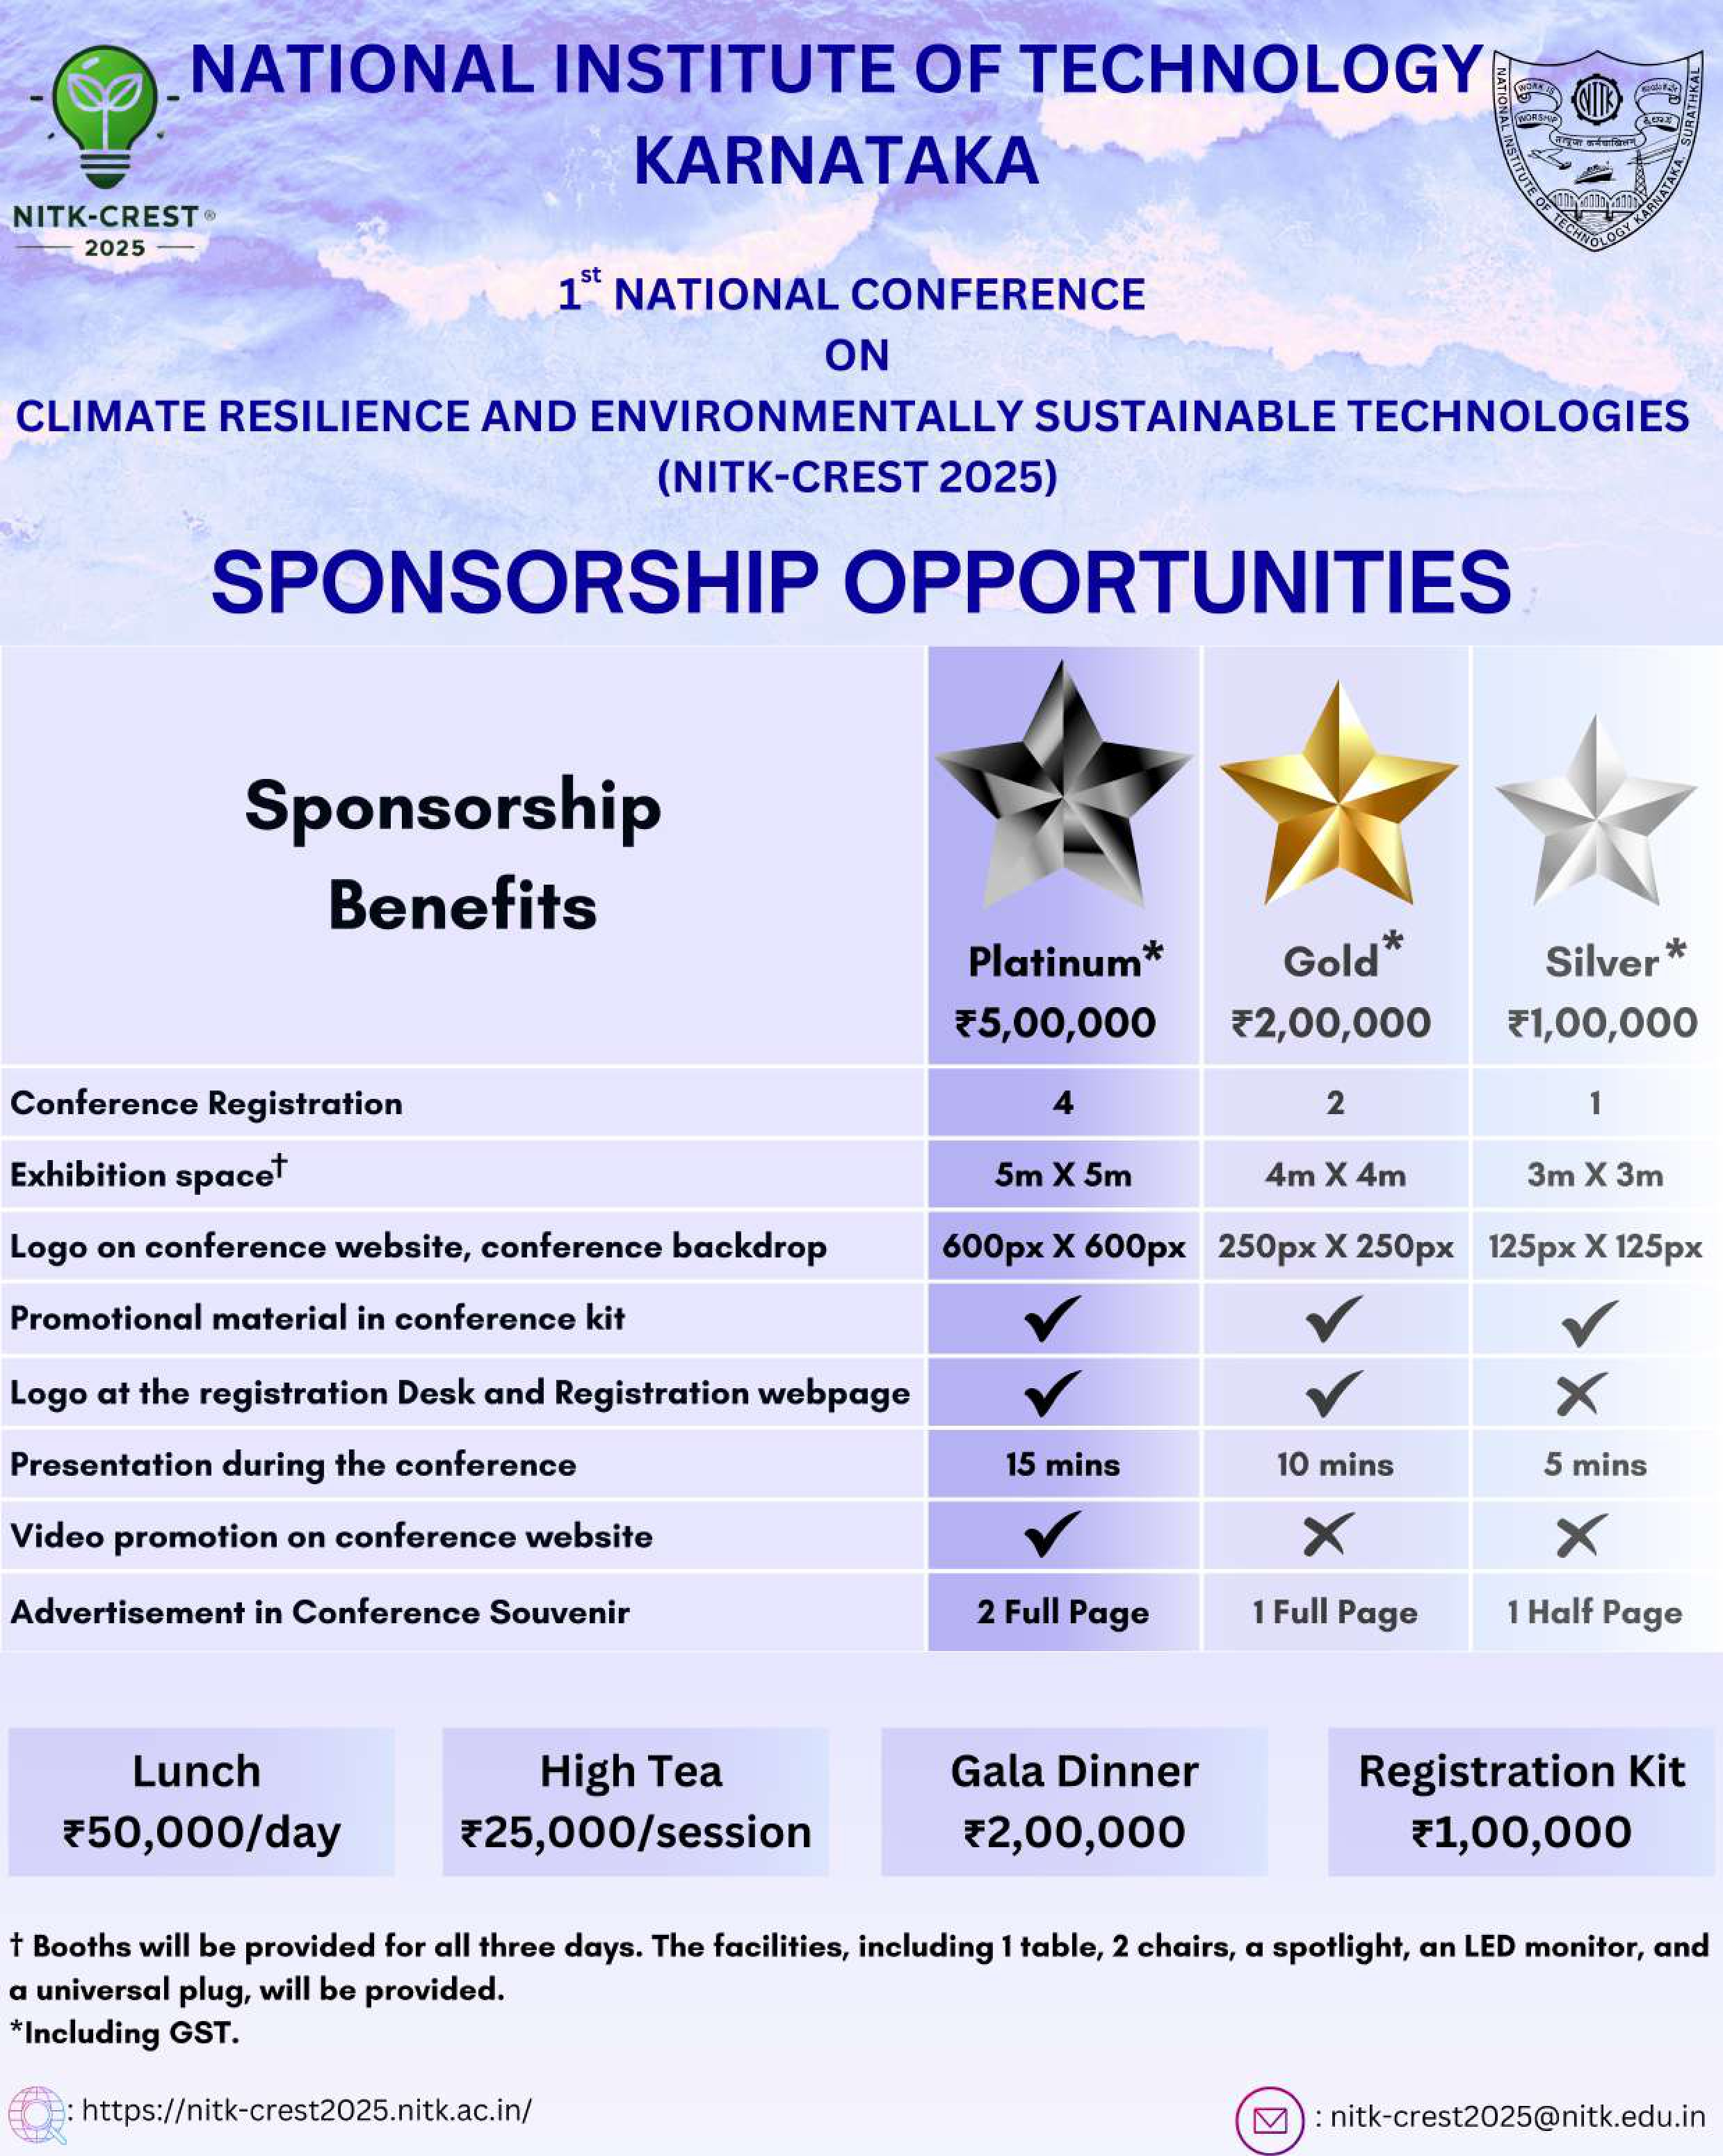 NATIONAL INSTITUTE OF TECHNOLOGY
KARNATAKA
NITK-CREST®
2025
WORK IS
WORSHIP
NITK
NATIONAL INSTITUTE OF TECHNOLOGY KARNATAKA, SURATHKAL
1st NATIONAL CONFERENCE
ON
CLIMATE RESILIENCE AND ENVIRONMENTALLY SUSTAINABLE TECHNOLOGIES
(NITK-CREST 2025)
SPONSORSHIP OPPORTUNITIES
Sponsorship
Benefits
Platinum* Gold* Silver*
₹5,00,000 ₹2,00,000 ₹1,00,000
Conference Registration 4 2 1
Exhibition space† 5m X 5m 4m X 4m 3m X 3m
Logo on conference website, conference backdrop 600px X 600px 250px X 250px 125px X 125px
Promotional material in conference kit ✓ ✓ ✓
Logo at the registration Desk and Registration webpage ✓ ✓ ✗
Presentation during the conference 15 mins 10 mins 5 mins
Video promotion on conference website ✓ ✗ ✗
Advertisement in Conference Souvenir 2 Full Page 1 Full Page 1 Half Page
Lunch High Tea Gala Dinner Registration Kit
₹50,000/day ₹25,000/session ₹2,00,000 ₹1,00,000
† Booths will be provided for all three days. The facilities, including 1 table, 2 chairs, a spotlight, an LED monitor, and
a universal plug, will be provided.
*Including GST.
: https://nitk-crest2025.nitk.ac.in/
: nitk-crest2025@nitk.edu.in